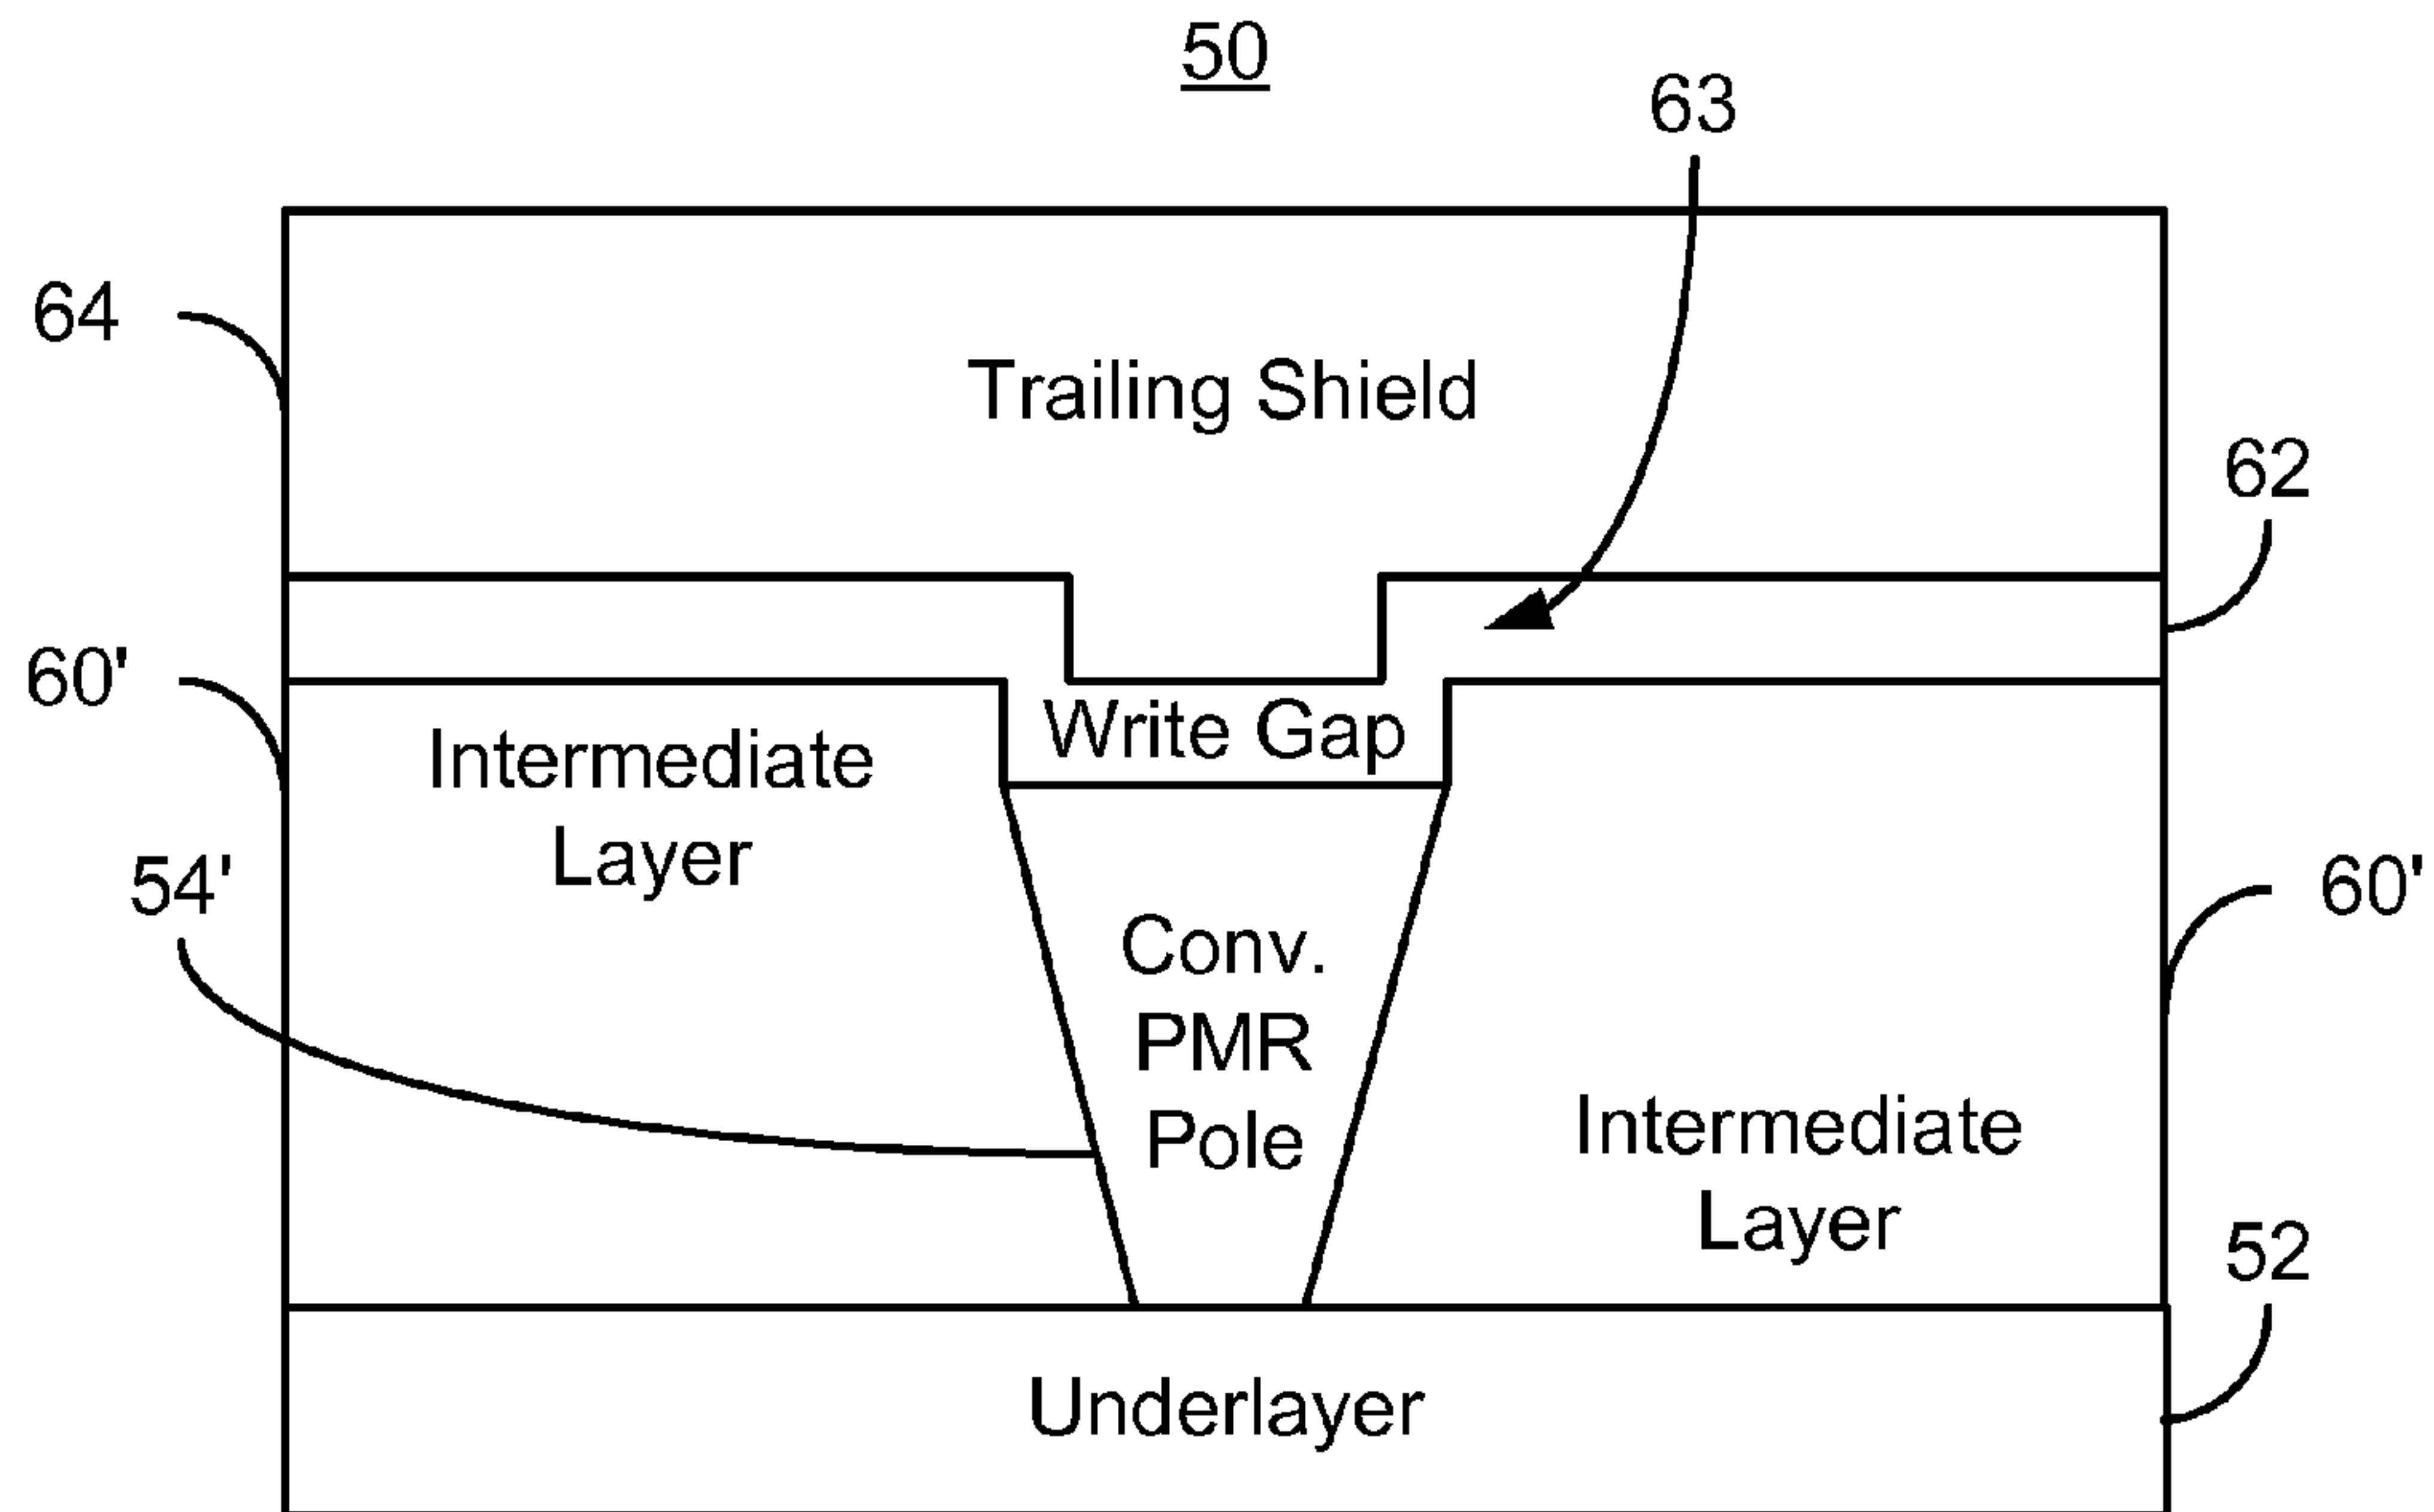 50
63
64
Trailing Shield
62
60'
Write Gap
Intermediate
Layer
54'
60'
Conv.
PMR
Pole
Intermediate
Layer
52
Underlayer